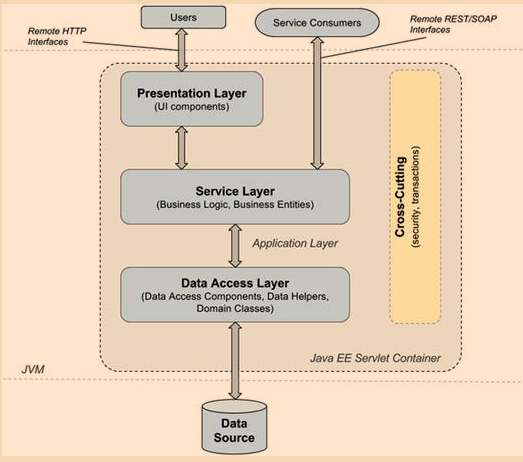 Users
Service Consumers
Remote HTTP
Interfaces
Remote REST/SOAP
Interfaces
Presentation Layer
(UI components)
Service Layer
(Business Logic, Business Entities)
Cross-Cutting
(security, transactions)
Application Layer
Data Access Layer
(Data Access Components, Data Helpers,
Domain Classes)
Java EE Servlet Container
JVM
Data
Source